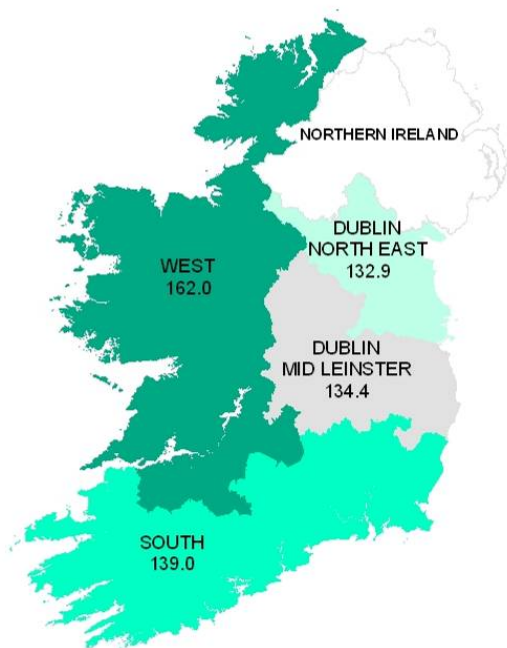 NORTHERN IRELAND
DUBLIN
NORTH EAST
132.9
WEST
162.0
DUBLIN
MID LEINSTER
134.4
SOUTH
139.0